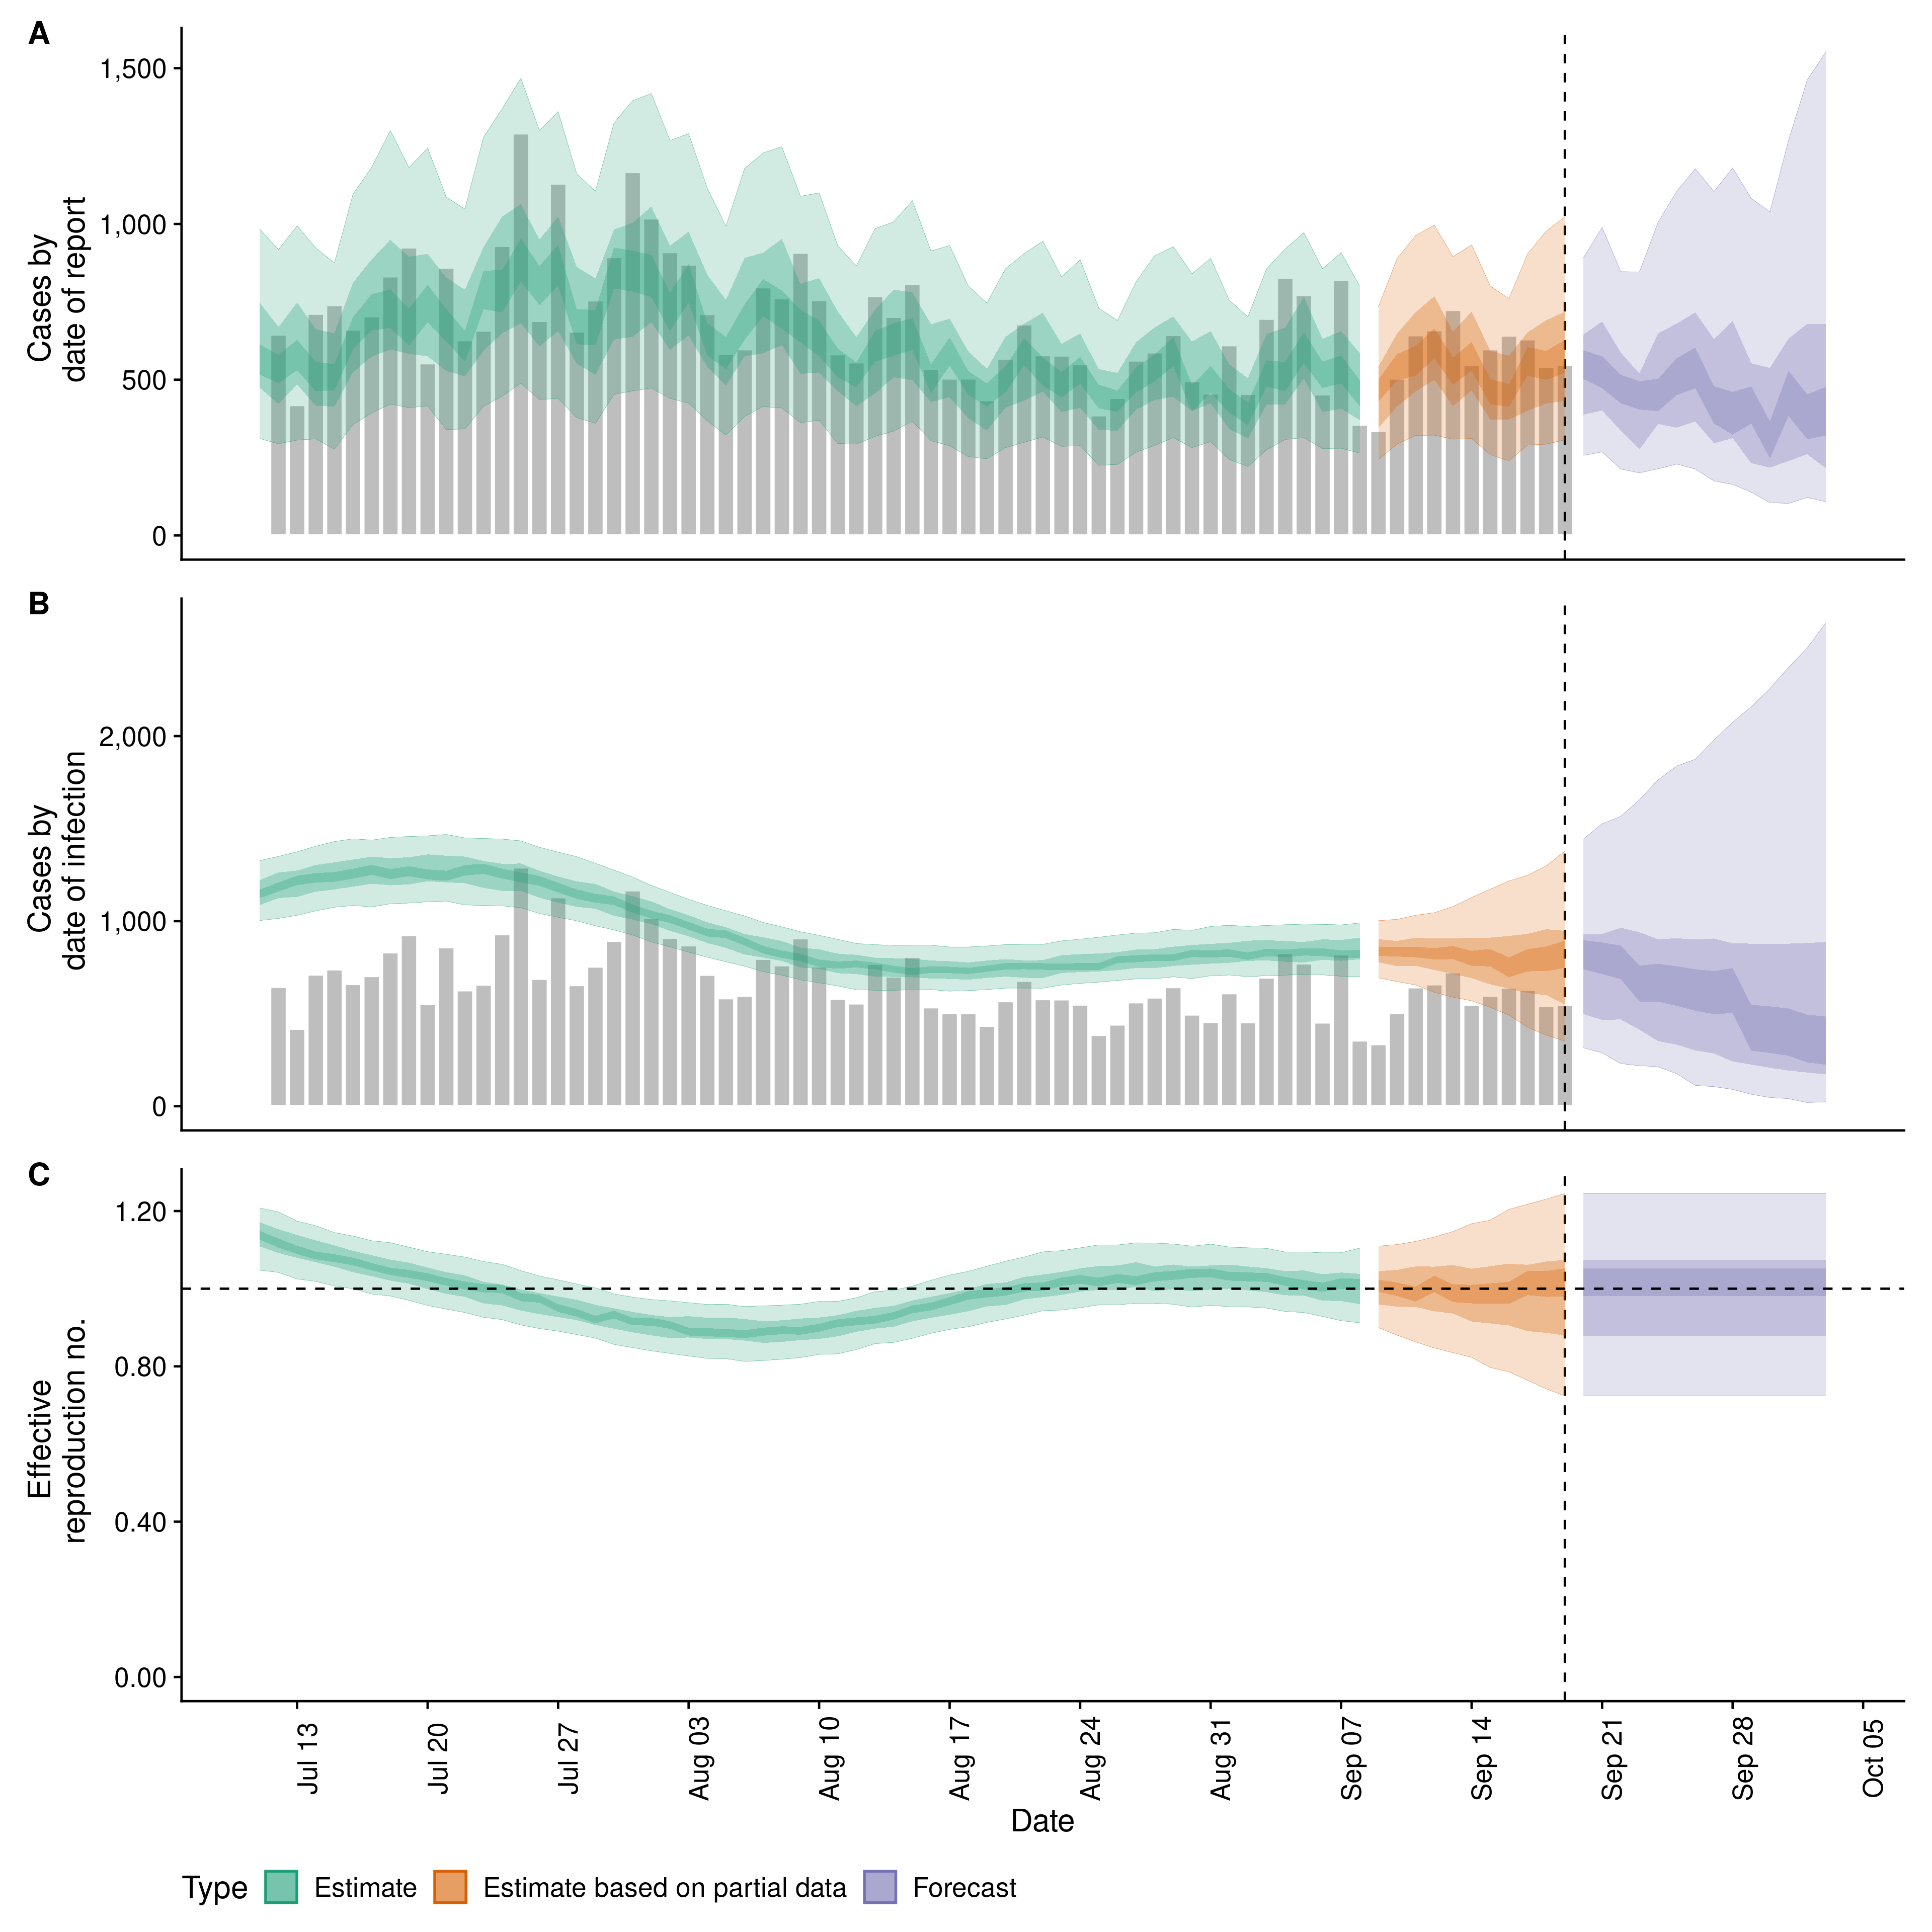 A
Cases by
date of report
1,500
1,000
500
0
B
Cases by
date of infection
2,000
1,000
0
C
Effective
reproduction no.
1.20
0.80
0.40
0.00
Jul 13
Jul 20
Jul 27
Aug 03
Aug 10
Aug 17
Aug 24
Aug 31
Sep 07
Sep 14
Sep 21
Sep 28
Oct 05
Date
Type
Estimate
Estimate based on partial data
Forecast